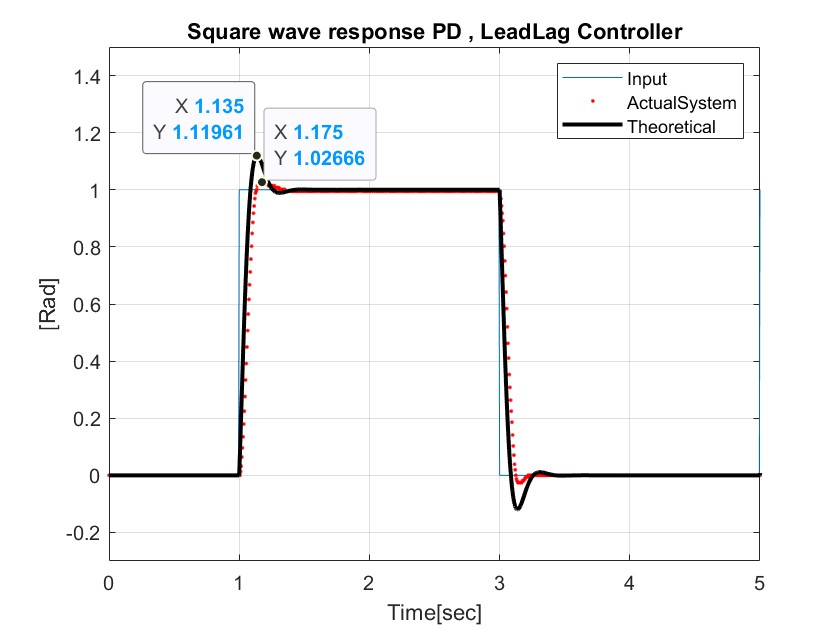 Square wave response PD , LeadLag Controller
Input
ActualSystem
Theoretical
X 1.135
Y 1.11961
X 1.175
Y 1.02666
1.4
1.2
1
0.8
0.6
0.4
0.2
0
-0.2
[Rad]
0 1 2 3 4 5
Time[sec]